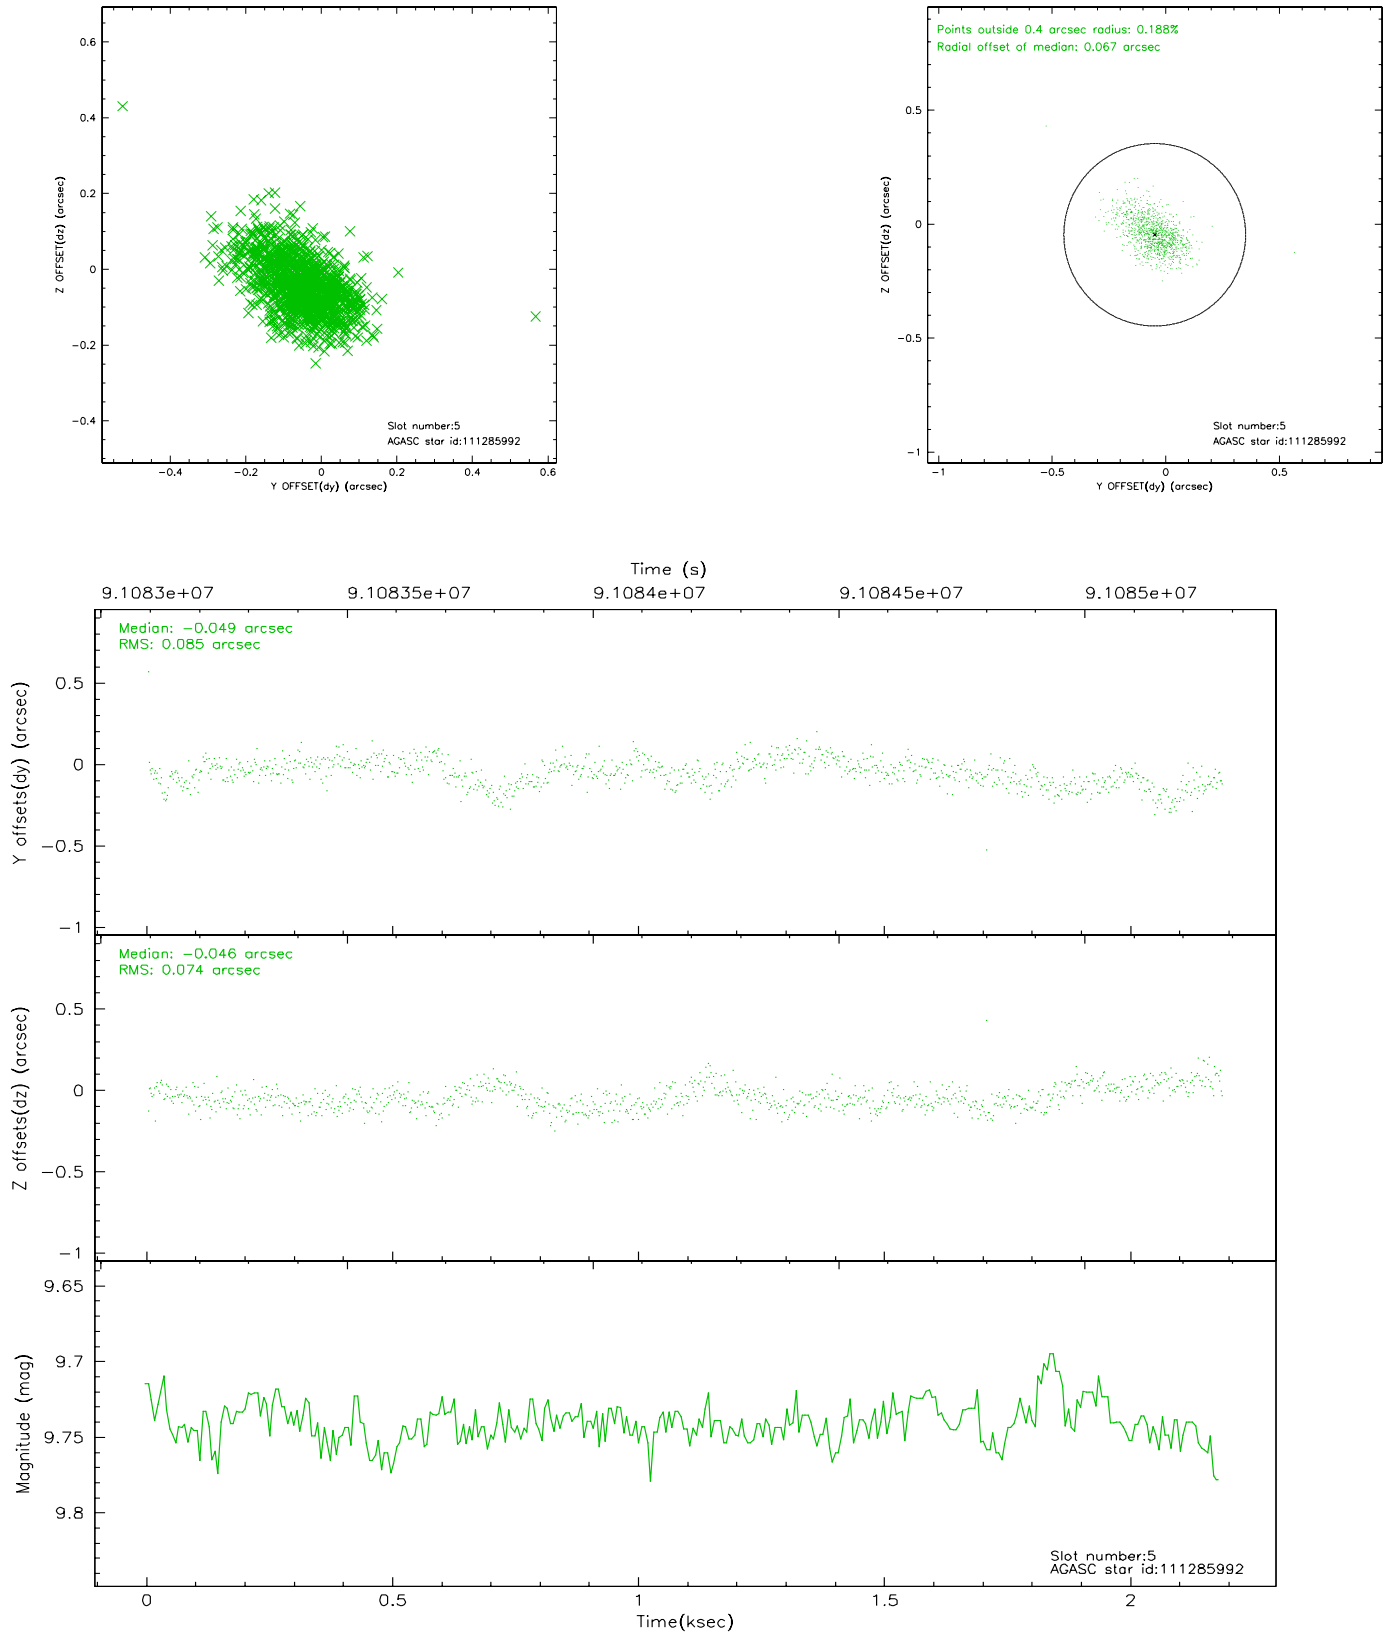 0.6
0.4
0.2
0
−0.2
−0.4
Z OFFSET(dz) (arcsec)
Slot number:5
AGASC star id:111285992
−0.4 −0.2 0 0.2 0.4 0.6
Y OFFSET(dy) (arcsec)
Points outside 0.4 arcsec radius: 0.188%
Radial offset of median: 0.067 arcsec
0.5
0
−0.5
−1
Z OFFSET(dz) (arcsec)
Slot number:5
AGASC star id:111285992
−1 −0.5 0 0.5
Y OFFSET(dy) (arcsec)
Time (s)
9.1083e+07 9.10835e+07 9.1084e+07 9.10845e+07 9.1085e+07
Median: −0.049 arcsec
RMS: 0.085 arcsec
0.5
0
−0.5
−1
Y offsets(dy) (arcsec)
Median: −0.046 arcsec
RMS: 0.074 arcsec
0.5
0
−0.5
−1
Z offsets(dz) (arcsec)
9.65
9.7
9.75
9.8
Magnitude (mag)
Slot number:5
AGASC star id:111285992
0 0.5 1 1.5 2
Time(ksec)